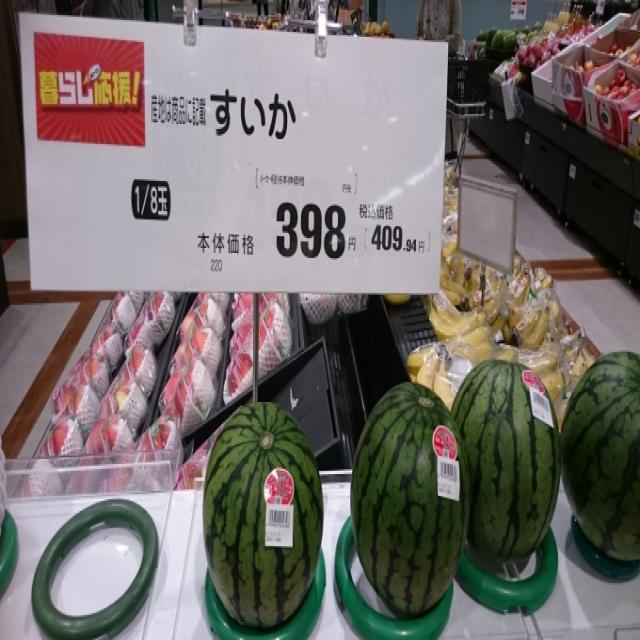 暮らし応援!
産地は商品に記載 すいか
1/8玉
本体価格 398円 税込価格
409.94円
220